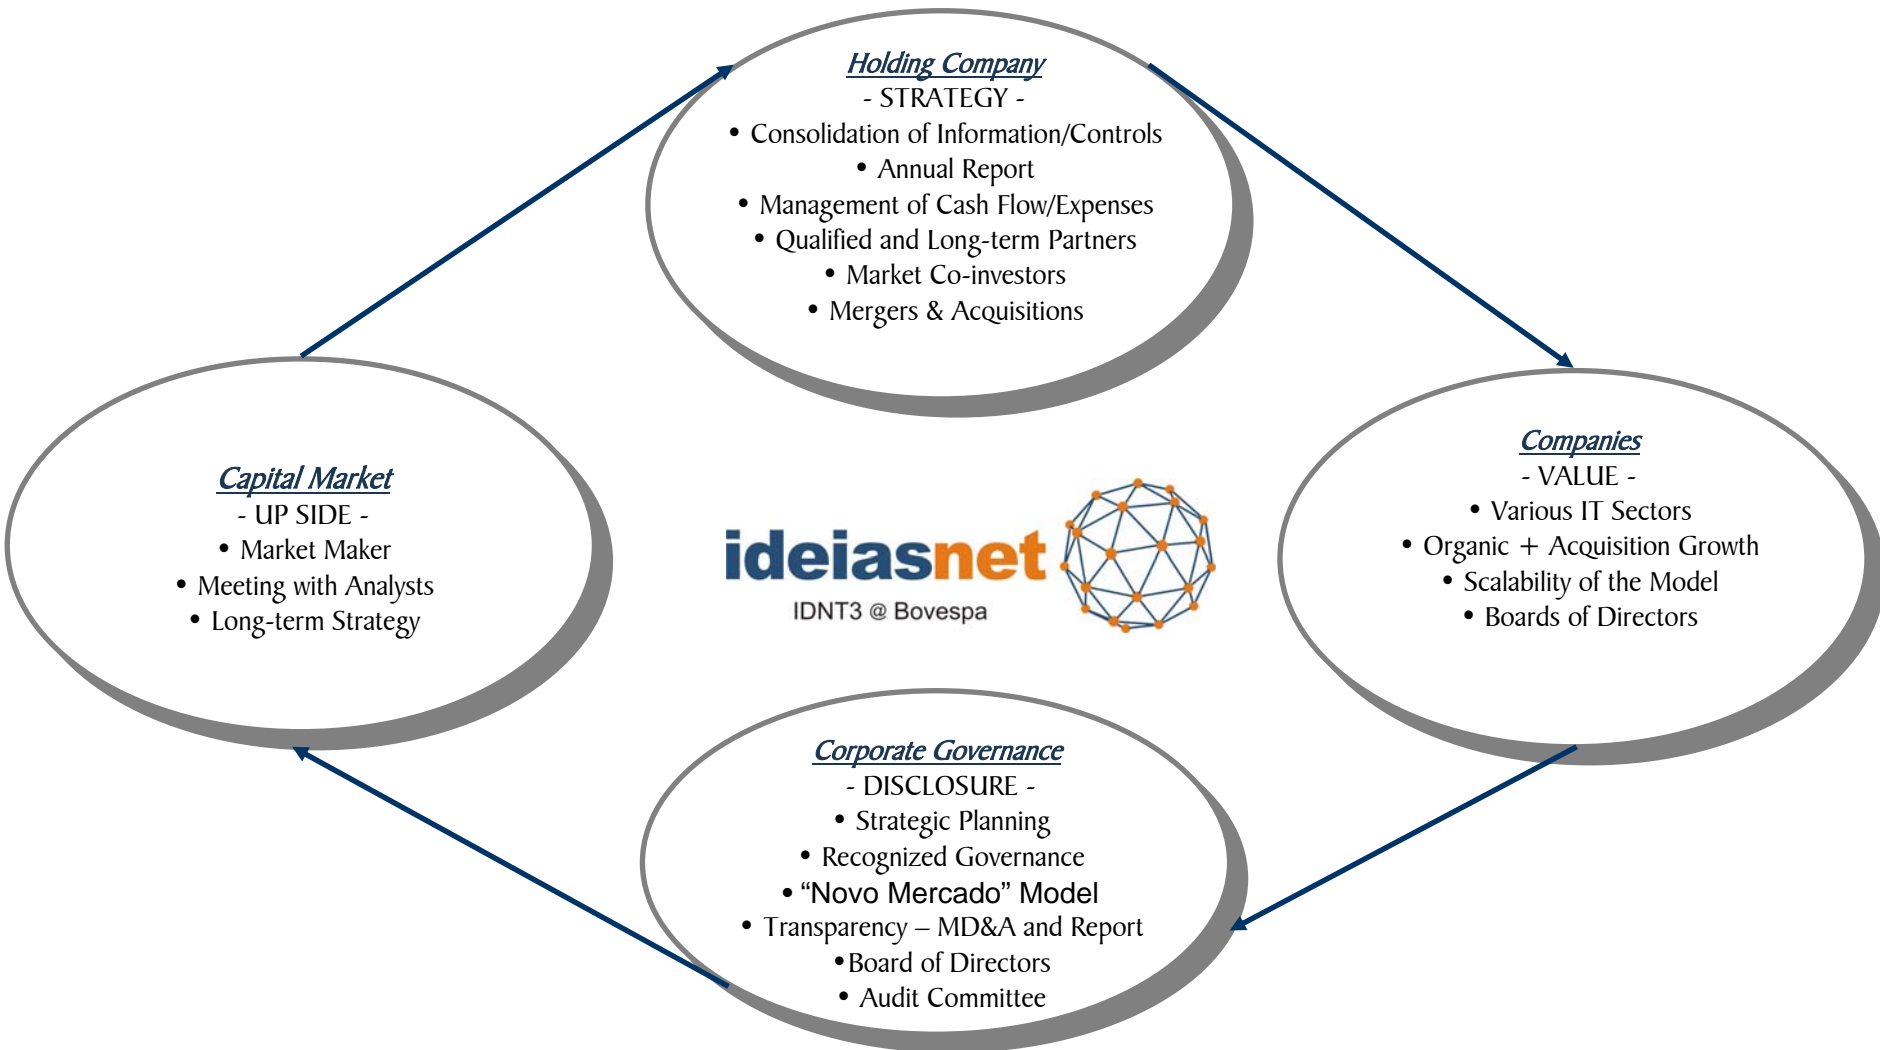 Holding Company
- STRATEGY -
• Consolidation of Information/Controls
• Annual Report
• Management of Cash Flow/Expenses
• Qualified and Long-term Partners
• Market Co-investors
• Mergers & Acquisitions
Capital Market
- UP SIDE -
• Market Maker
• Meeting with Analysts
• Long-term Strategy
ideiasnet
IDNT3 @ Bovespa
Companies
- VALUE -
• Various IT Sectors
• Organic + Acquisition Growth
• Scalability of the Model
• Boards of Directors
Corporate Governance
- DISCLOSURE -
• Strategic Planning
• Recognized Governance
• “Novo Mercado” Model
• Transparency – MD&A and Report
•Board of Directors
• Audit Committee